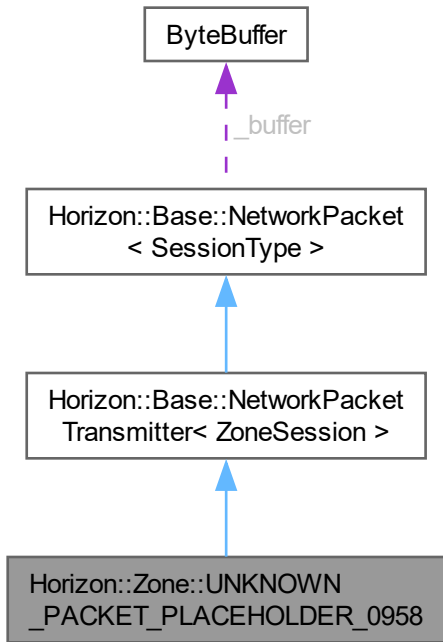 ByteBuffer
_buffer
Horizon::Base::NetworkPacket
< SessionType >
Horizon::Base::NetworkPacket
Transmitter< ZoneSession >
Horizon::Zone::UNKNOWN
_PACKET_PLACEHOLDER_0958